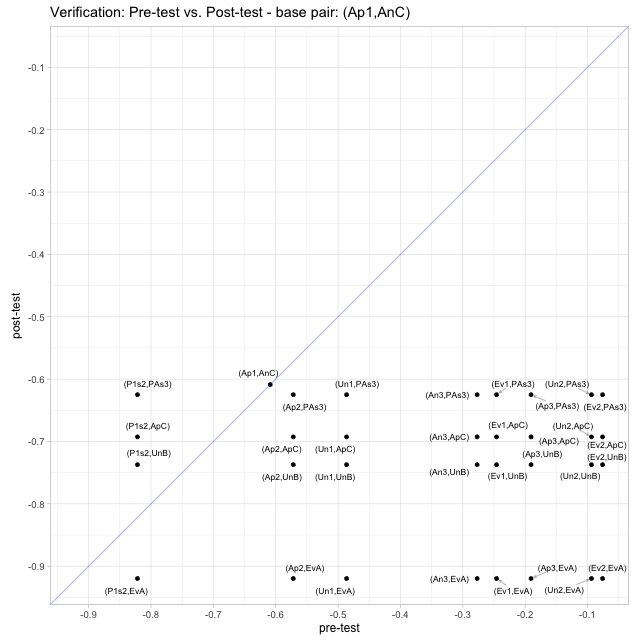 Verification: Pre-test vs. Post-test - base pair: (Ap1,AnC)
-0.1
-0.2
-0.3
-0.4
-0.5
-0.6
-0.7
-0.8
-0.9
post-test
(Ap1,AnC)
(P1s2,PAs3)
(Un1,PAs3)
(Ev1,PAs3)
(Un2,PAs3)
(An3,PAs3)
(Ap2,PAs3)
(Ap3,PAs3)
(Ev2,PAs3)
(P1s2,ApC)
(Ev1,ApC)
(Un2,ApC)
(An3,ApC)
(Ap3,ApC)
(Ev2,ApC)
(Ap2,ApC)
(Un1,ApC)
(P1s2,UnB)
(Ap3,UnB)
(Ev2,UnB)
(An3,UnB)
(Ap2,UnB)
(Un1,UnB)
(Ev1,UnB)
(Un2,UnB)
(Ap2,EvA)
(Ap3,EvA)
(Ev2,EvA)
(An3,EvA)
(P1s2,EvA)
(Un1,EvA)
(Ev1,EvA)
(Un2,EvA)
-0.9 -0.8 -0.7 -0.6 -0.5 -0.4 -0.3 -0.2 -0.1
pre-test